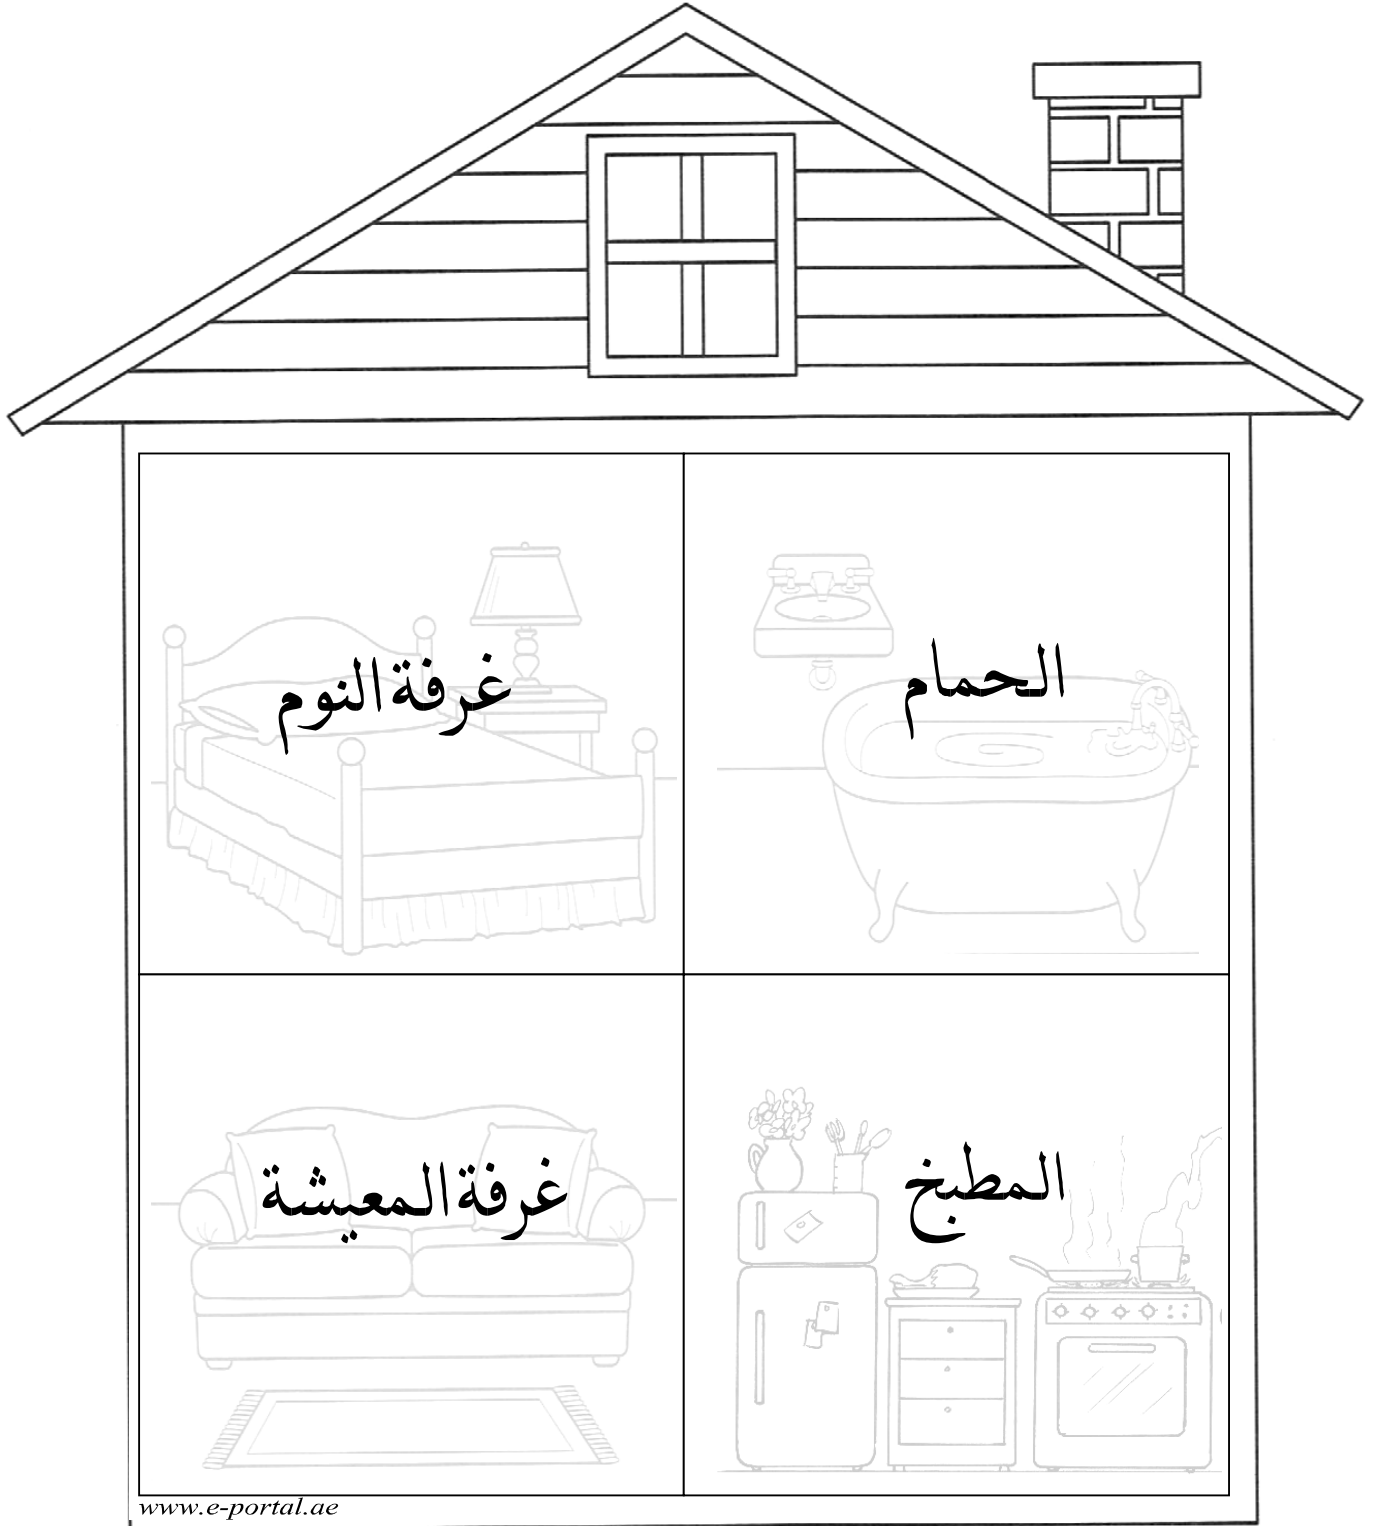 الحمام
غرفة النوم
المطبخ
غرفة المعيشة
www.e-portal.ae